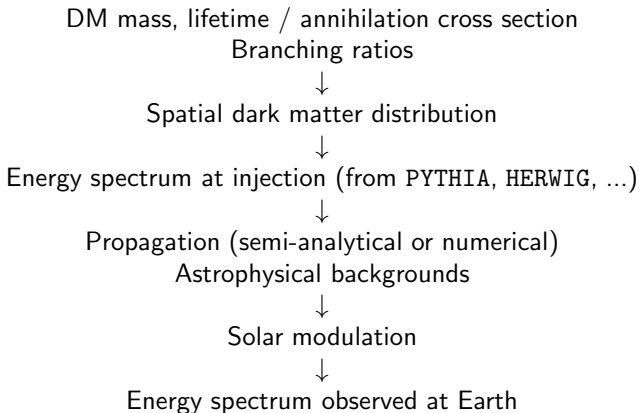 DM mass, lifetime / annihilation cross section
Branching ratios
↓
Spatial dark matter distribution
↓
Energy spectrum at injection (from PYTHIA, HERWIG, ...)
↓
Propagation (semi-analytical or numerical)
Astrophysical backgrounds
↓
Solar modulation
↓
Energy spectrum observed at Earth